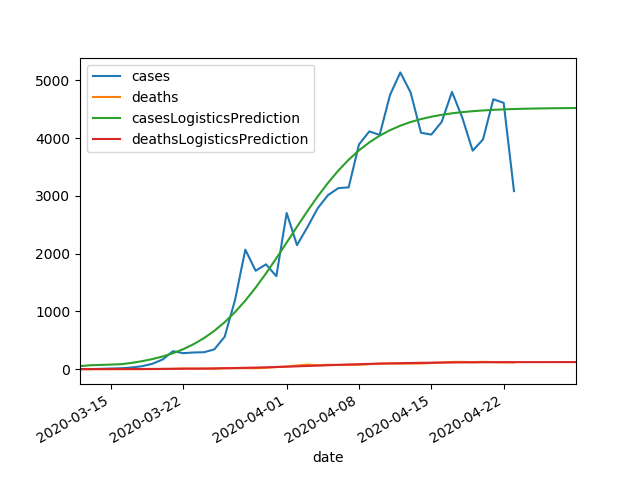 cases
deaths
casesLogisticsPrediction
deathsLogisticsPrediction
5000
4000
3000
2000
1000
0
2020-03-15
2020-03-22
2020-04-01
2020-04-08
2020-04-15
2020-04-22
date